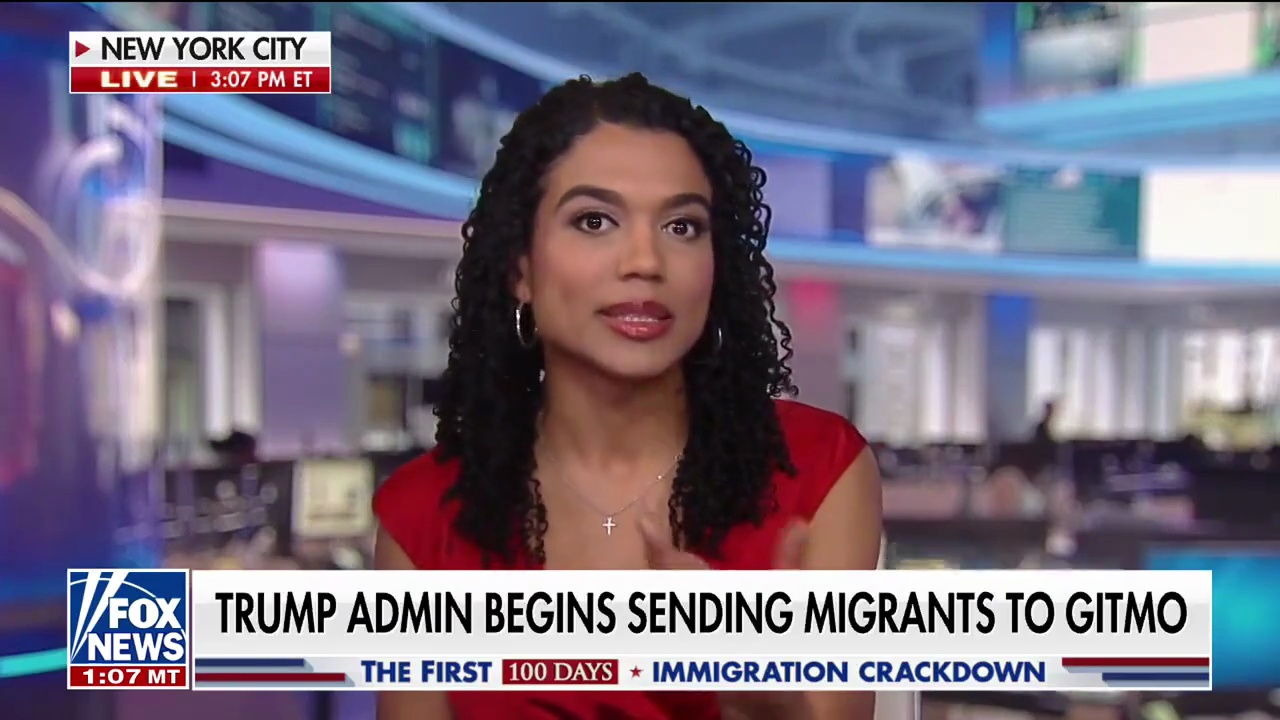 NEW YORK CITY
LIVE | 3:07 PM ET
FOX
NEWS
1:07 MT
TRUMP ADMIN BEGINS SENDING MIGRANTS TO GITMO
THE FIRST 100 DAYS ★ IMMIGRATION CRACKDOWN